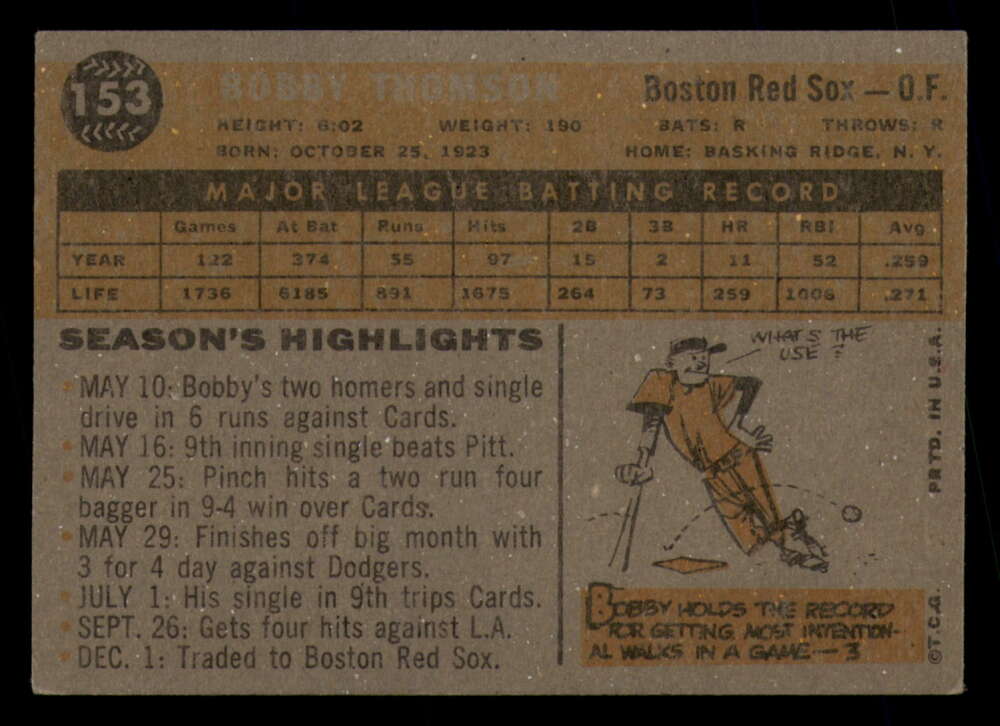 153
BOBBY THOMSON
Boston Red Sox — O.F.
HEIGHT: 6:02 WEIGHT: 190 BATS: R THROWS: R
BORN: OCTOBER 25, 1923 HOME: BASKING RIDGE, N. Y.
MAJOR LEAGUE BATTING RECORD
Games At Bat Runs Hits 2B 3B HR RBI Avg
YEAR 122 374 55 97 15 2 11 52 .259
LIFE 1736 6185 891 1675 264 73 259 1006 .271
SEASON'S HIGHLIGHTS
• MAY 10: Bobby's two homers and single
drive in 6 runs against Cards.
• MAY 16: 9th inning single beats Pitt.
• MAY 25: Pinch hits a two run four
bagger in 9-4 win over Cards.
• MAY 29: Finishes off big month with
3 for 4 day against Dodgers.
• JULY 1: His single in 9th trips Cards.
• SEPT. 26: Gets four hits against L.A.
• DEC. 1: Traded to Boston Red Sox.
WHAT'S THE
USE ?
BOBBY HOLDS THE RECORD
FOR GETTING MOST INTENTION-
AL WALKS IN A GAME — 3
©T.C.G. PRTD. IN U.S.A.